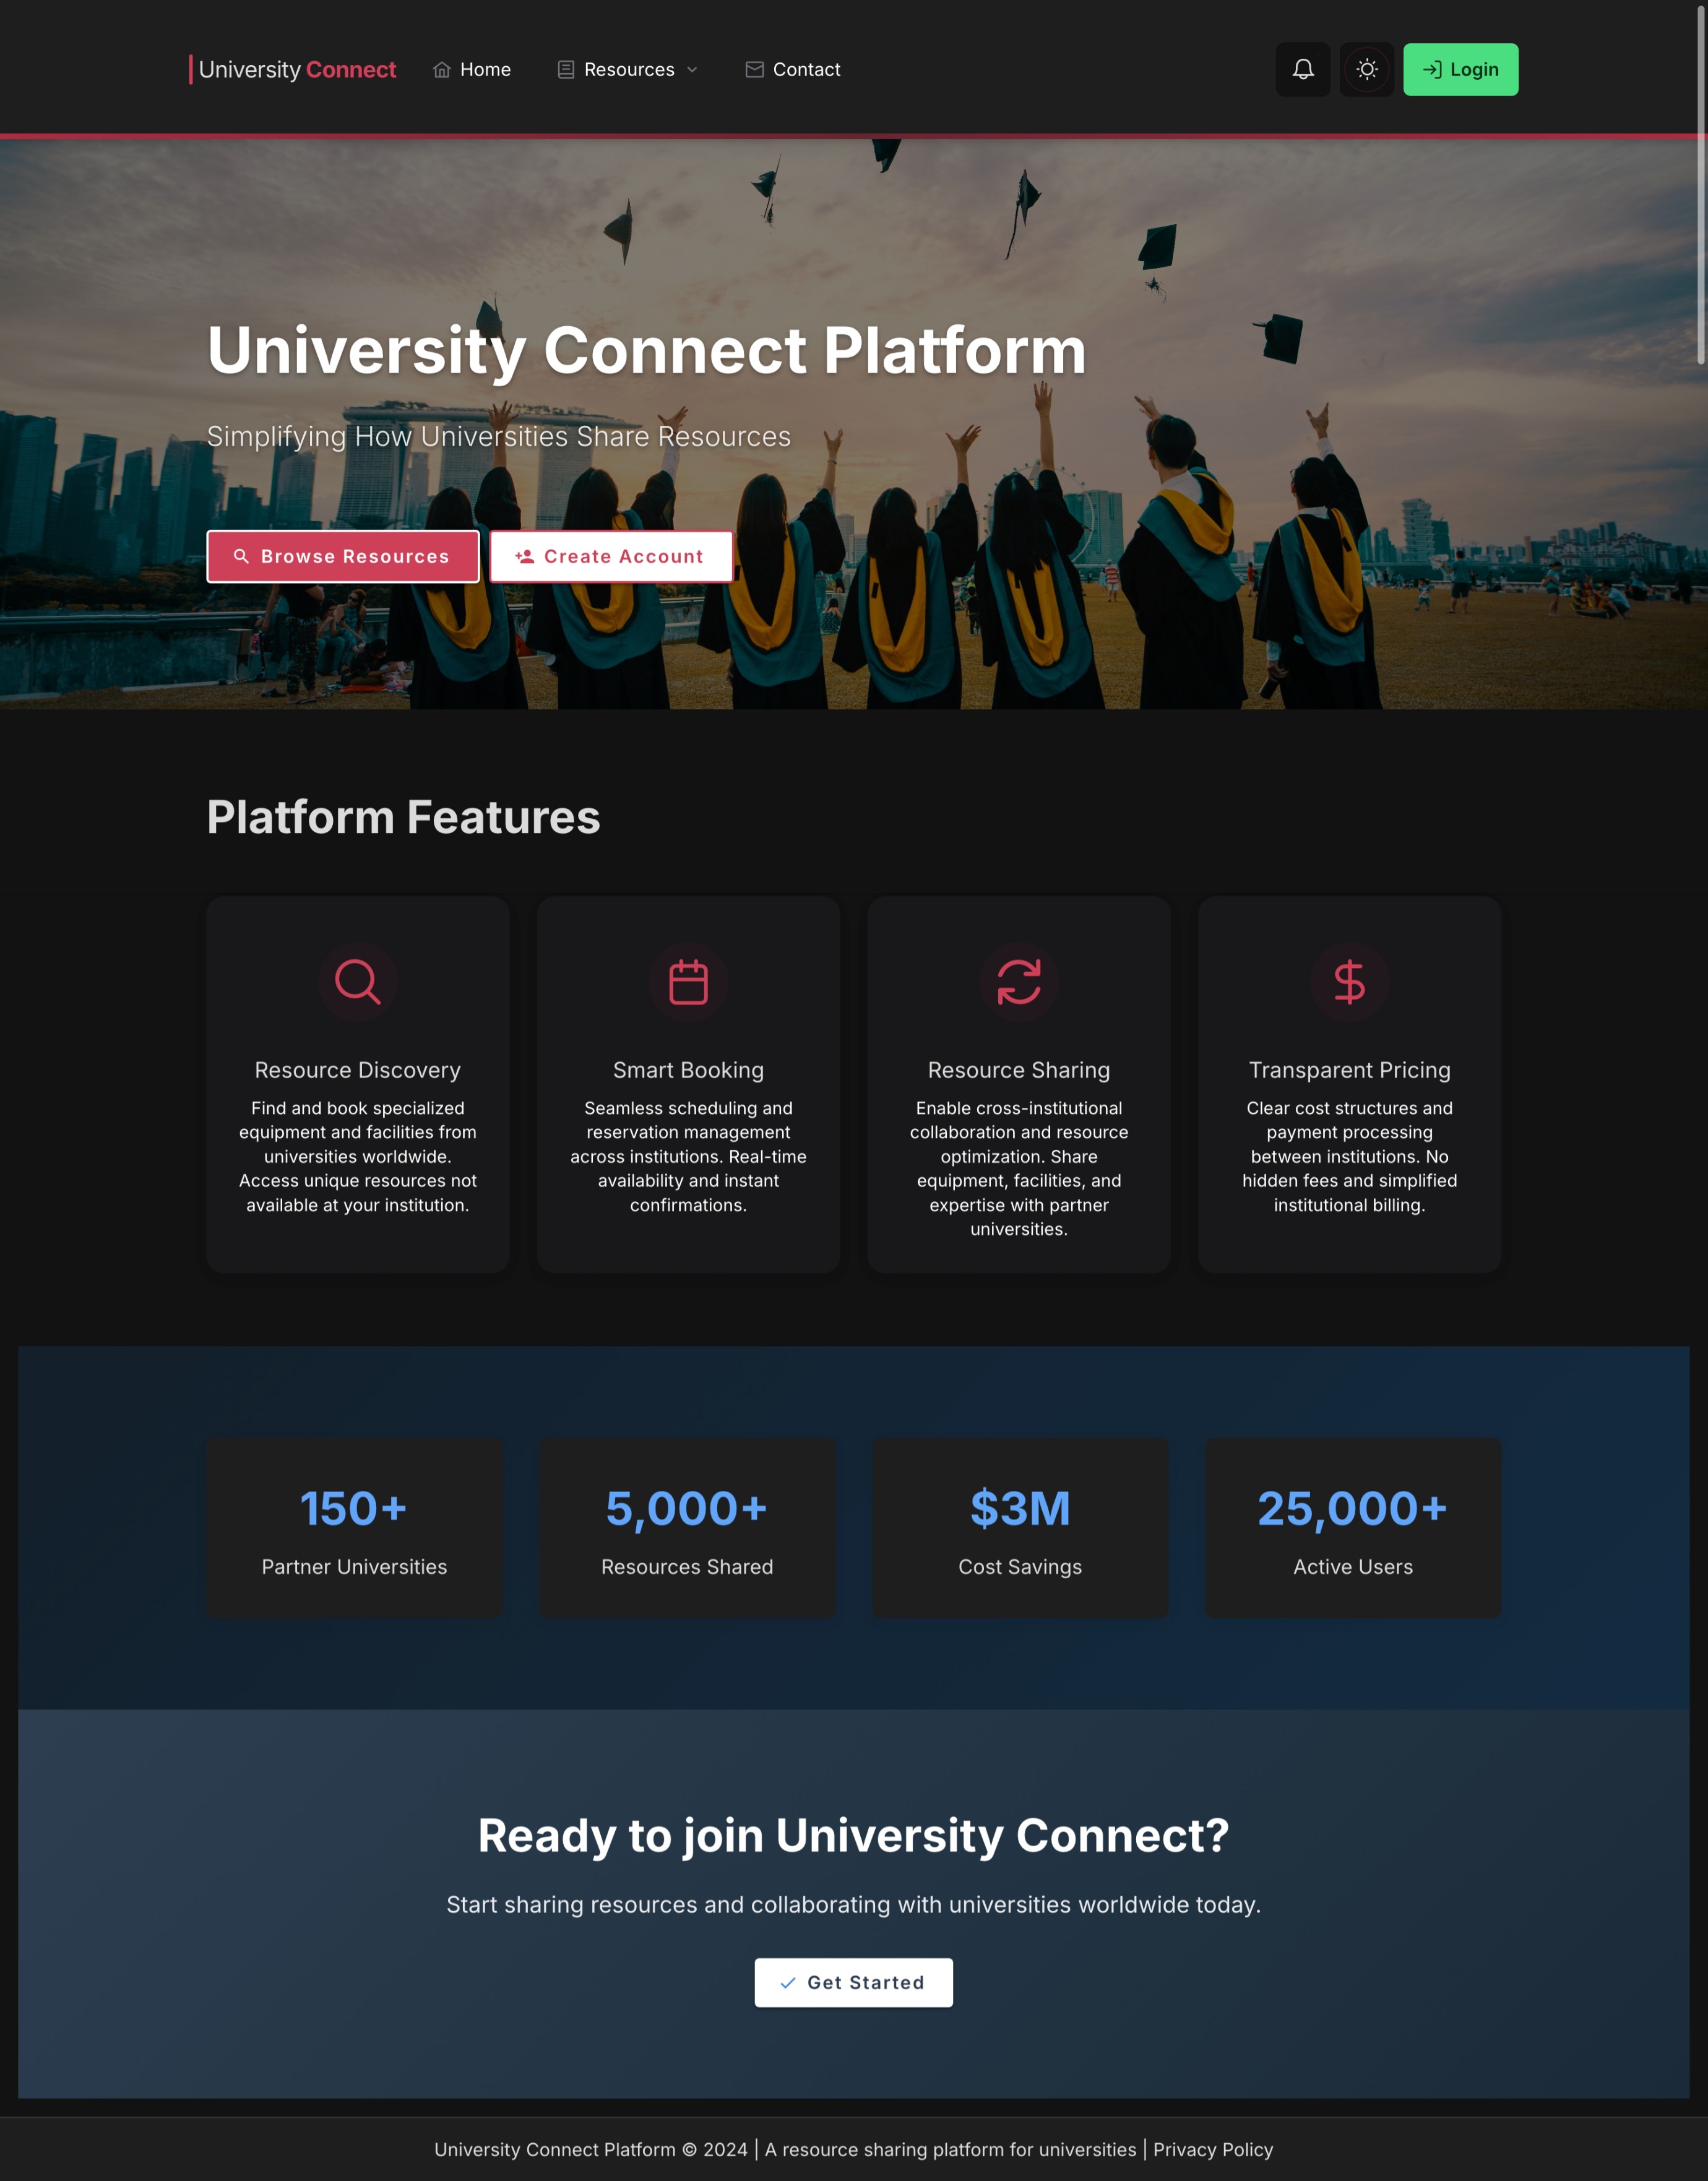 University Connect
Home
Resources
Contact
Login
University Connect Platform
Simplifying How Universities Share Resources
Browse Resources
Create Account
Platform Features
Resource Discovery
Find and book specialized
equipment and facilities from
universities worldwide.
Access unique resources not
available at your institution.
Smart Booking
Seamless scheduling and
reservation management
across institutions. Real-time
availability and instant
confirmations.
Resource Sharing
Enable cross-institutional
collaboration and resource
optimization. Share
equipment, facilities, and
expertise with partner
universities.
Transparent Pricing
Clear cost structures and
payment processing
between institutions. No
hidden fees and simplified
institutional billing.
150+
Partner Universities
5,000+
Resources Shared
$3M
Cost Savings
25,000+
Active Users
Ready to join University Connect?
Start sharing resources and collaborating with universities worldwide today.
Get Started
University Connect Platform © 2024 | A resource sharing platform for universities | Privacy Policy